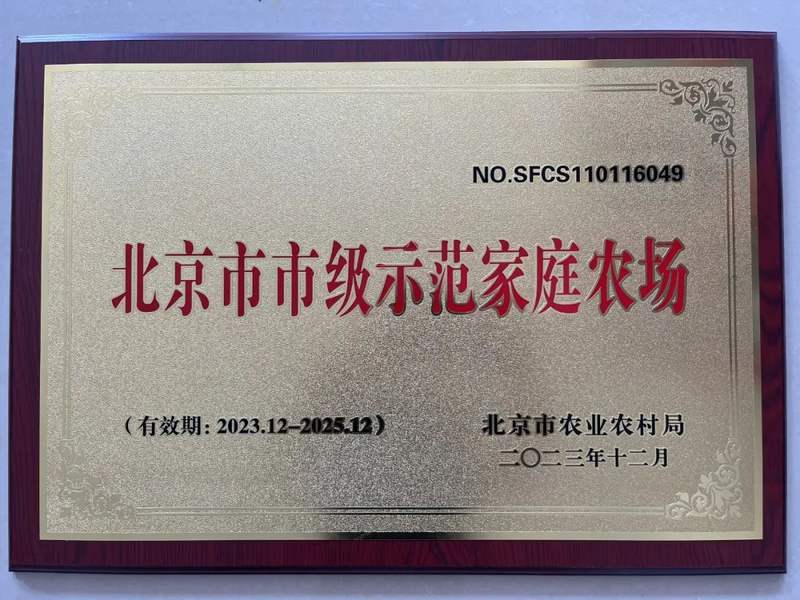 NO.SFCS110116049
北京市市级示范家庭农场
（有效期：2023.12-2025.12）
北京市农业农村局
二〇二三年十二月